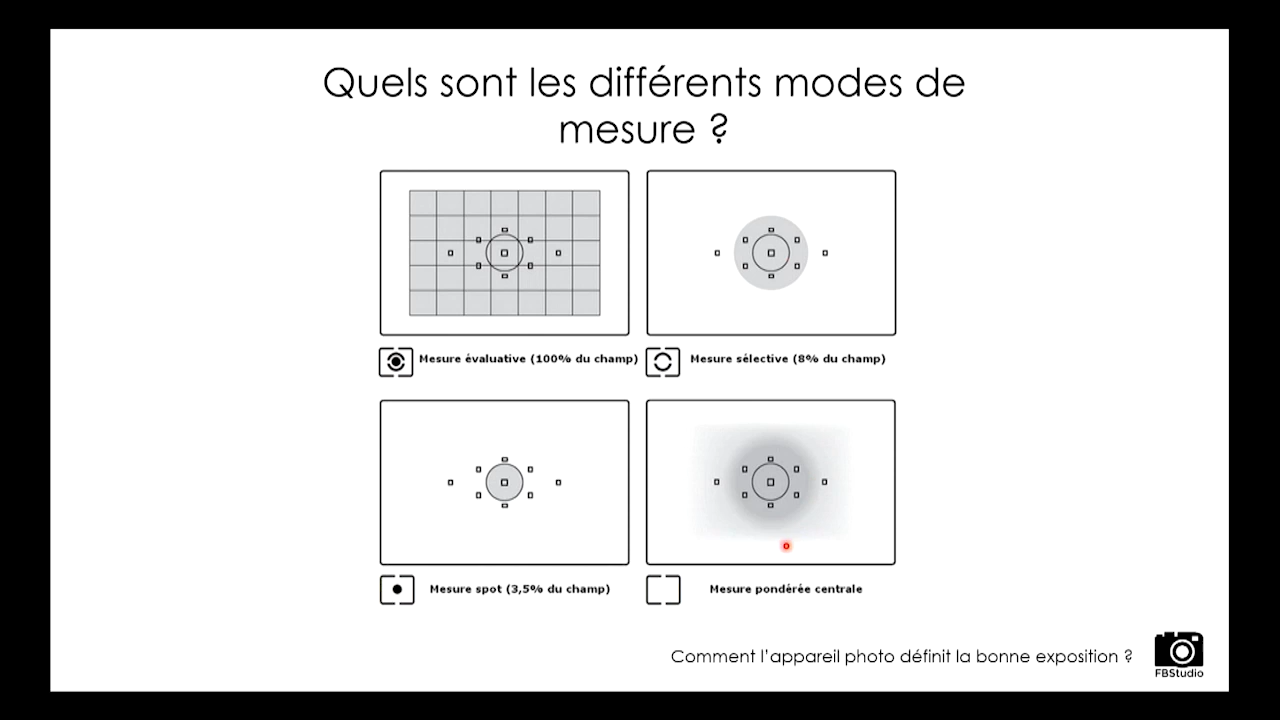 Quels sont les différents modes de
mesure ?
Mesure évaluative (100% du champ)
Mesure sélective (8% du champ)
Mesure spot (3,5% du champ)
Mesure pondérée centrale
Comment l'appareil photo définit la bonne exposition ?
FBStudio